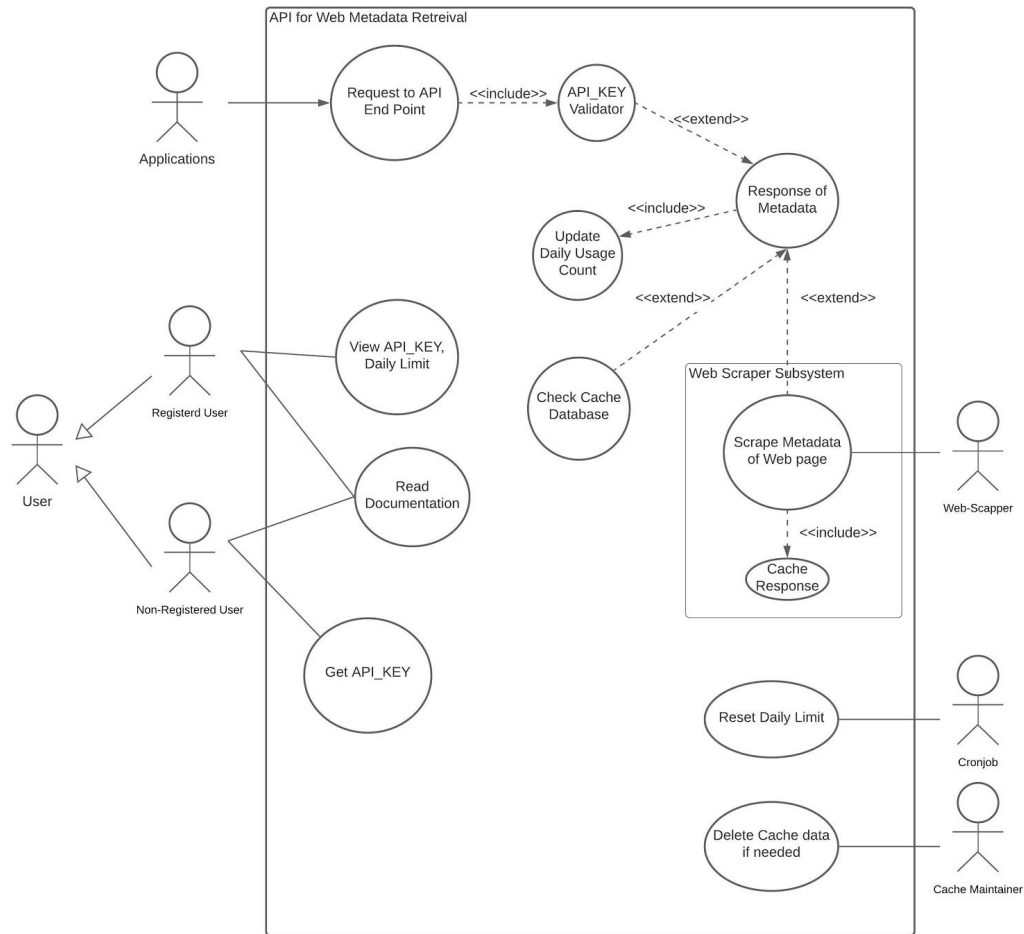 API for Web Metadata Retreival
Request to API
End Point
<<include>>
API_KEY
Validator
<<extend>>
Applications
Response of
Metadata
<<include>>
Update
Daily Usage
Count
<<extend>>
<<extend>>
View API_KEY,
Daily Limit
Registerd User
Web Scraper Subsystem
Check Cache
Database
Scrape Metadata
of Web page
User
Web-Scapper
Read
Documentation
<<include>>
Cache
Response
Non-Registered User
Get API_KEY
Reset Daily Limit
Cronjob
Delete Cache data
if needed
Cache Maintainer